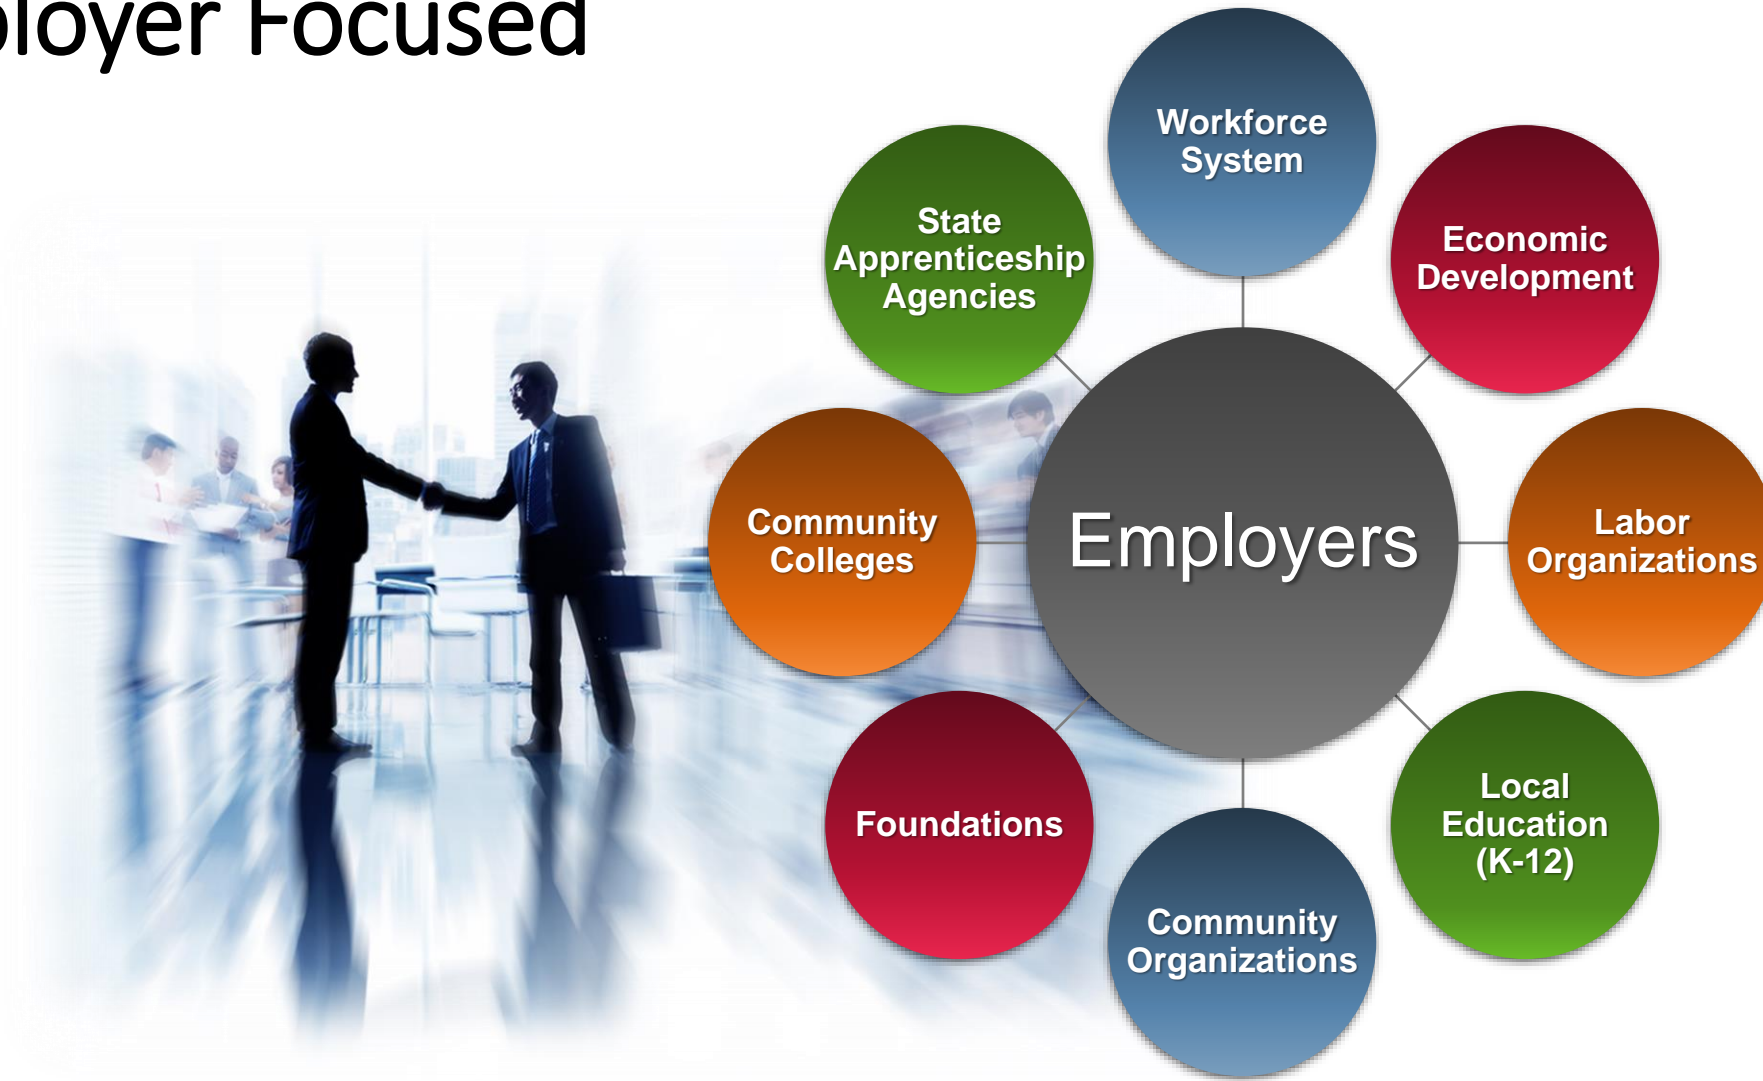 ployer Focused
Workforce
System
Economic
Development
Labor
Organizations
Local
Education
(K-12)
Community
Organizations
Foundations
Community
Colleges
State
Apprenticeship
Agencies
Employers